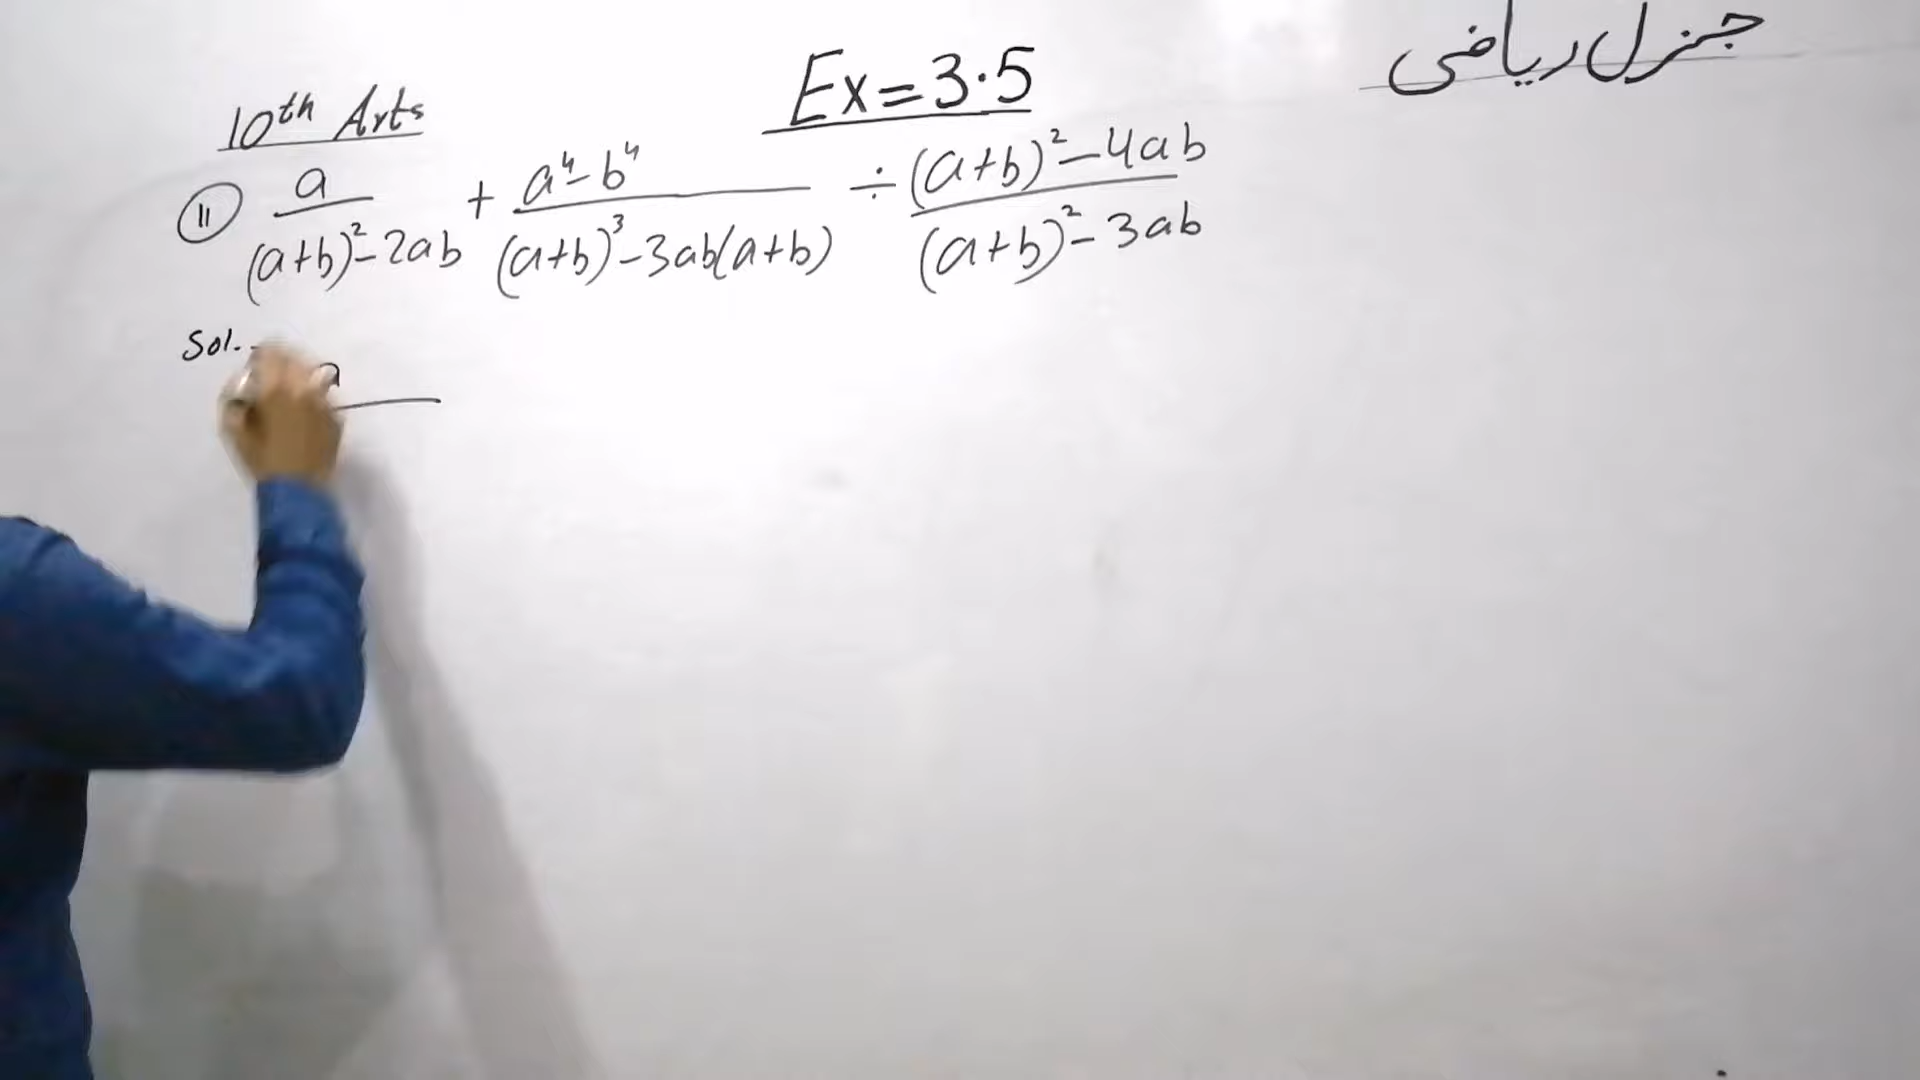 جنرل ریاضی
Ex=3.5
10th Arts
⑪ a/((a+b)²-2ab) + (a⁴-b⁴)/((a+b)³-3ab(a+b)) ÷ ((a+b)²-4ab)/((a+b)²-3ab)
Sol.-
a